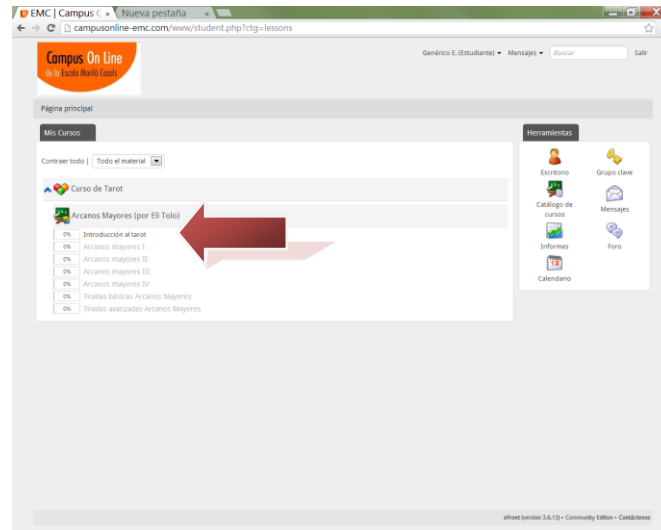 EMC | Campus C × Nueva pestaña ×
campusonline-emc.com/www/student.php?ctg=lessons
Campus On Line
de la Escola Mariló Casals
Genérico E. (Estudiante) Mensajes Buscar Salir
Página principal
Mis Cursos
Contraer todo | Todo el material
Curso de Tarot
Arcanos Mayores (por Eli Tolo)
0% Introducción al tarot
0% Arcanos mayores I
0% Arcanos mayores II
0% Arcanos mayores III
0% Arcanos mayores IV
0% Tiradas básicas Arcanos Mayores
0% Tiradas avanzadas Arcanos Mayores
Herramientas
Escritorio Grupo clave
Catálogo de
cursos
Mensajes
Informes Foro
12
Calendario
eFront (versión 3.6.13) • Community Edition • Contáctenos